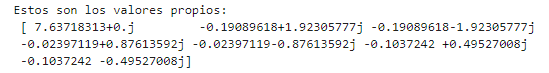 Estos son los valores propios:
[ 7.63718313+0.j -0.19089618+1.92305777j -0.19089618-1.92305777j
-0.02397119+0.87613592j -0.02397119-0.87613592j -0.1037242 +0.49527008j
-0.1037242 -0.49527008j]